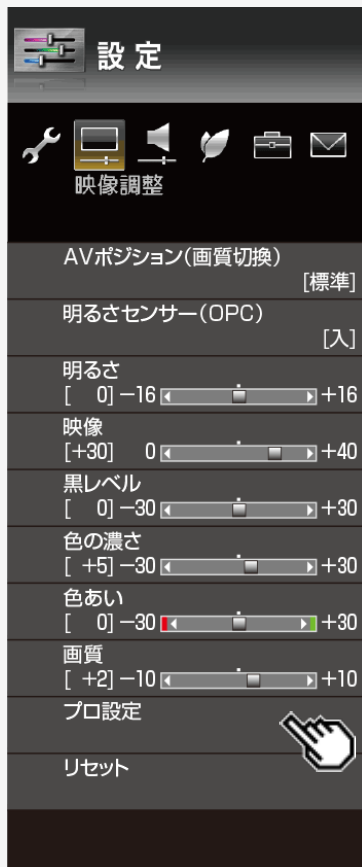 設定
映像調整
AVポジション(画質切換)
[標準]
明るさセンサー(OPC)
[入]
明るさ
[ 0] －16 +16
映像
[+30] 0 +40
黒レベル
[ 0] －30 +30
色の濃さ
[ +5] －30 +30
色あい
[ 0] －30 +30
画質
[ +2] －10 +10
プロ設定
リセット